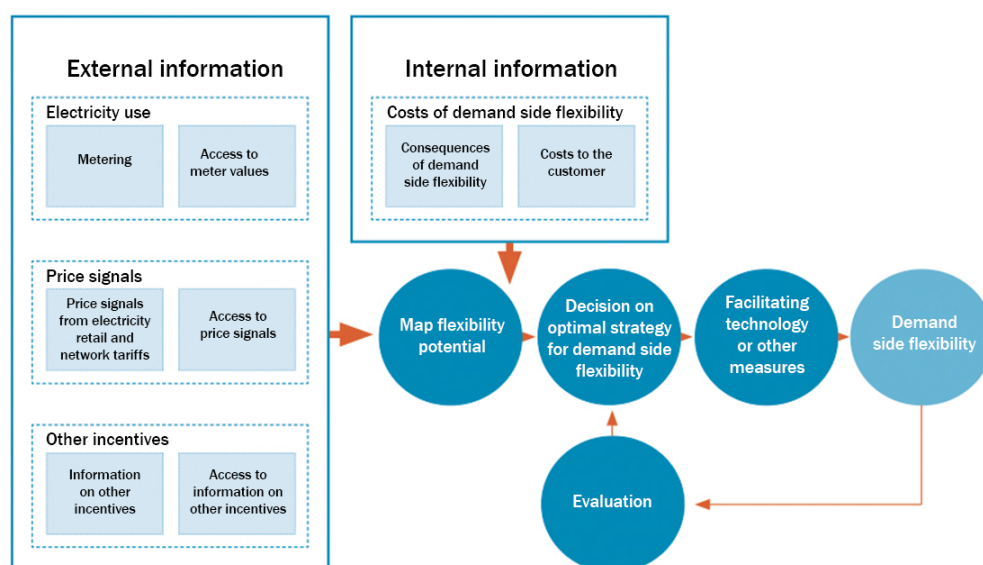 External information
Electricity use
Metering
Access to
meter values
Price signals
Price signals
from electricity
retail and
network tariffs
Access to
price signals
Other incentives
Information
on other
incentives
Access to
information on
other incentives
Internal information
Costs of demand side flexibility
Consequences
of demand
side flexibility
Costs to the
customer
Map flexibility
potential
Decision on
optimal strategy
for demand side
flexibility
Facilitating
technology
or other
measures
Demand
side flexibility
Evaluation